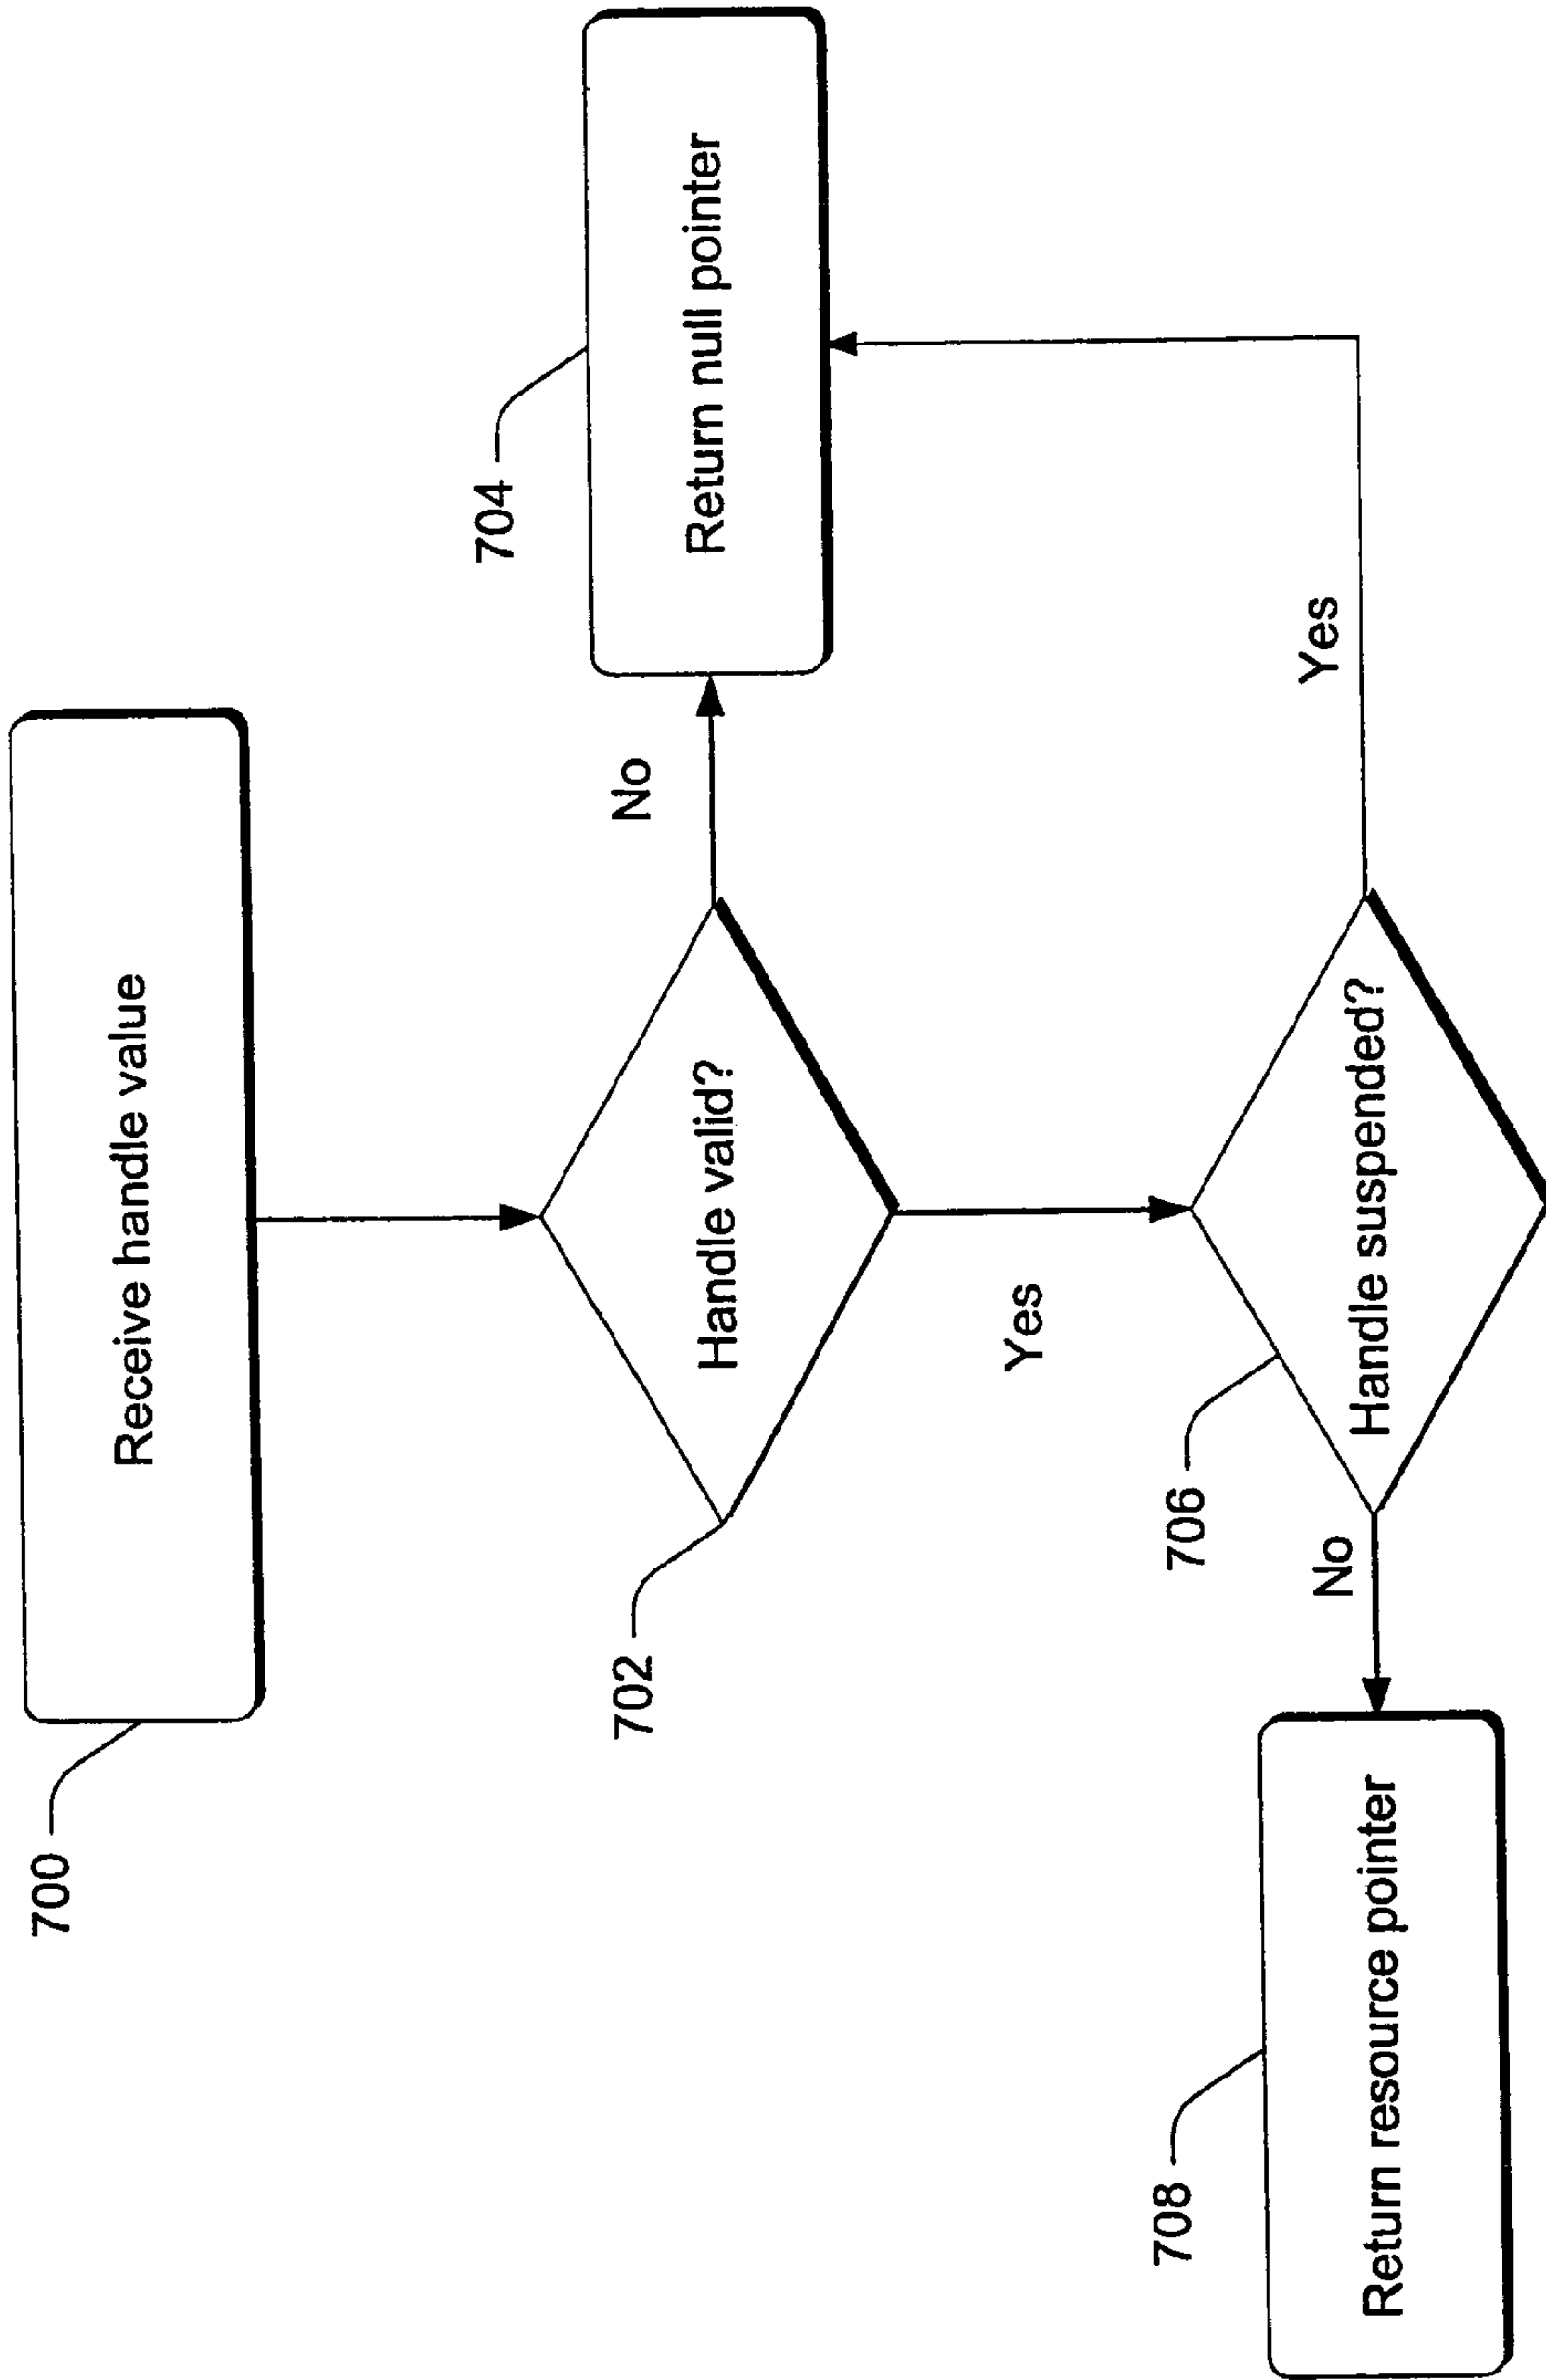 700
Receive handle value
702
Handle valid?
No
704
Return null pointer
Yes
706
Handle suspended?
Yes
No
708
Return resource pointer